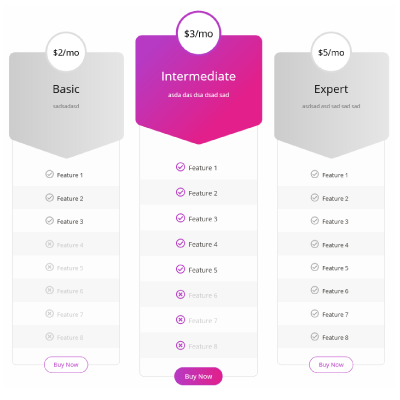 $2/mo
Basic
sadsadasd
Feature 1
Feature 2
Feature 3
Feature 4
Feature 5
Feature 6
Feature 7
Feature 8
Buy Now
$3/mo
Intermediate
asda das dsa dsad sad
Feature 1
Feature 2
Feature 3
Feature 4
Feature 5
Feature 6
Feature 7
Feature 8
Buy Now
$5/mo
Expert
asdsad asd sad sad sad
Feature 1
Feature 2
Feature 3
Feature 4
Feature 5
Feature 6
Feature 7
Feature 8
Buy Now